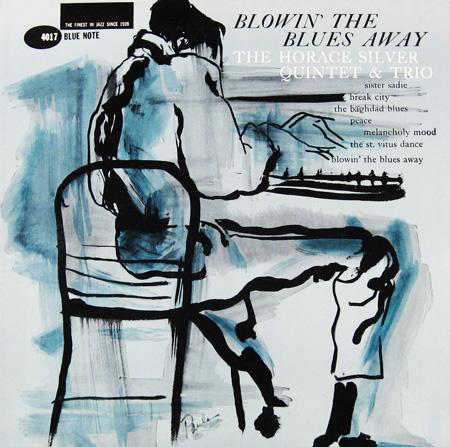 THE FINEST IN JAZZ SINCE 1939
4017 BLUE NOTE
BLOWIN' THE
BLUES AWAY
THE HORACE SILVER
QUINTET & TRIO
sister sadie
break city
the baghdad blues
peace
melancholy mood
the st. vitus dance
blowin' the blues away
Paula